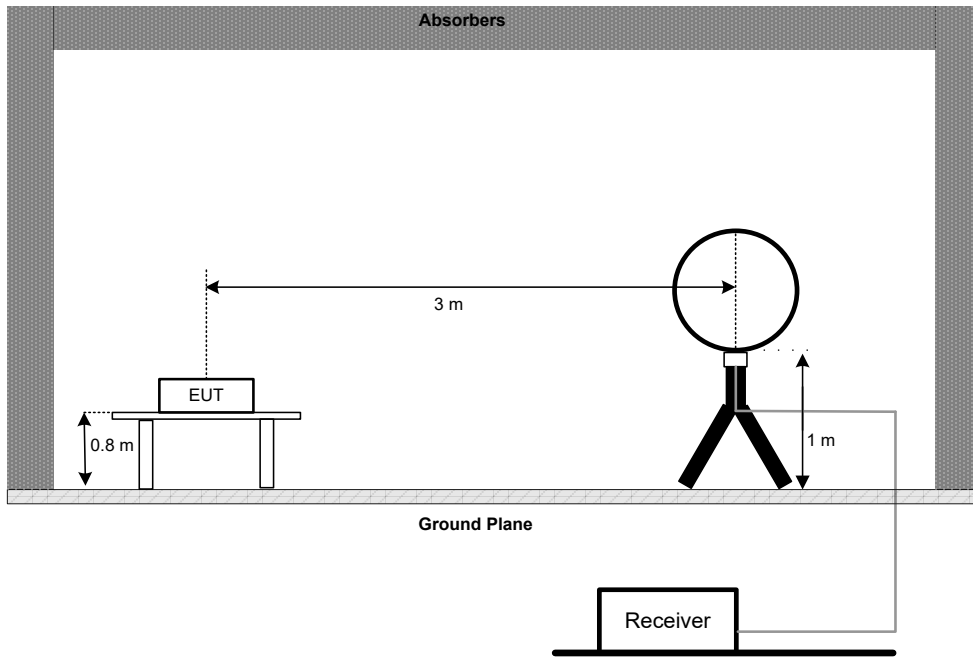 Absorbers
3 m
EUT
0.8 m
1 m
Ground Plane
Receiver